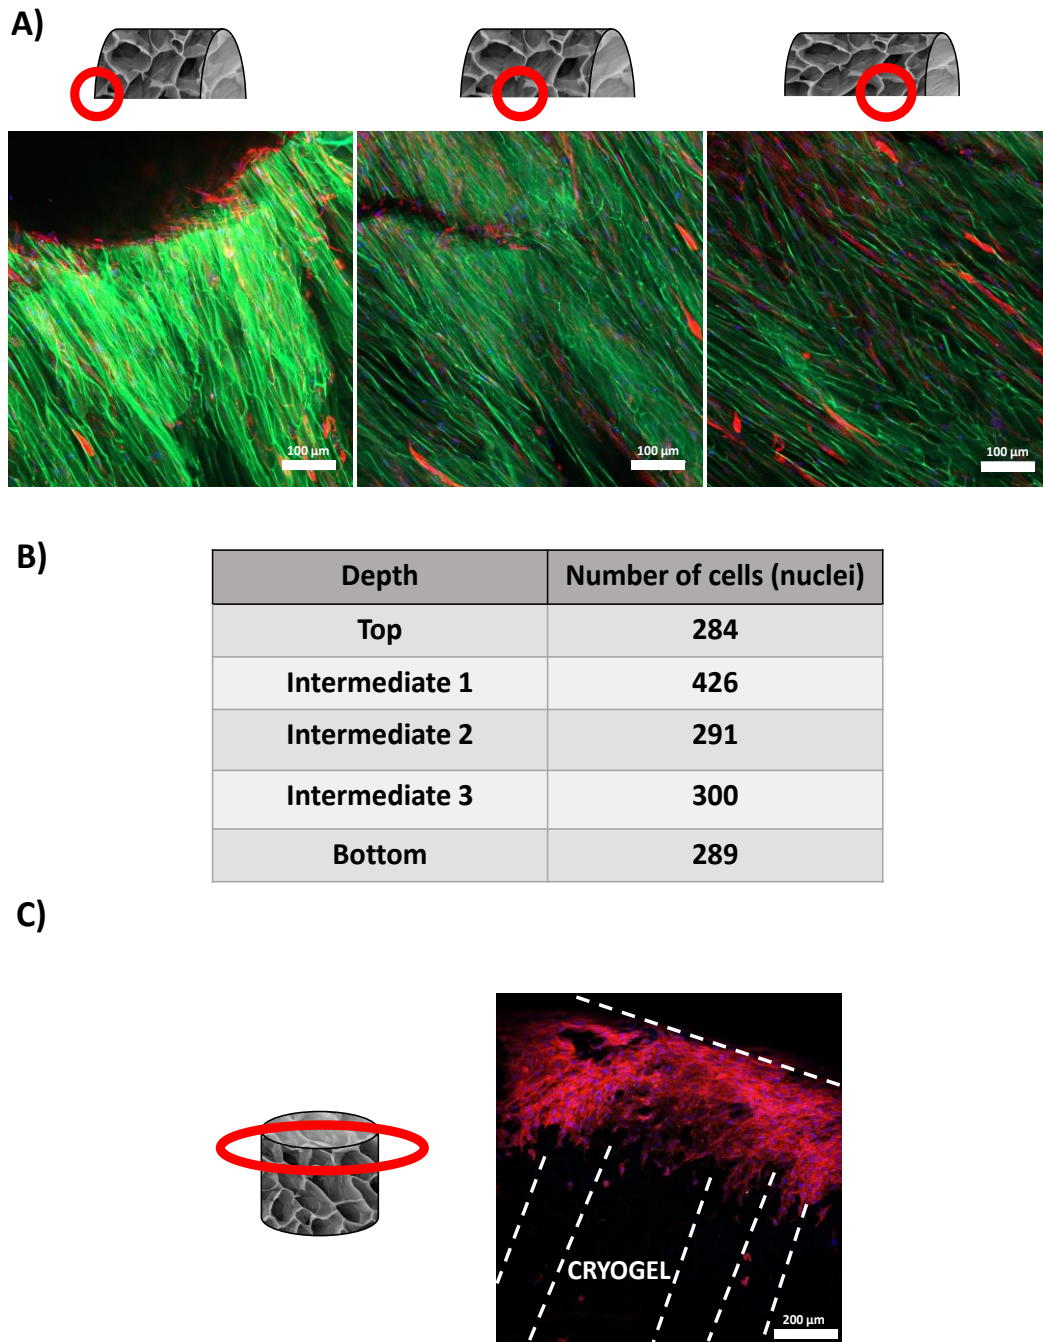 A)
100 µm
100 µm
100 µm
B)
Depth
Number of cells (nuclei)
Top
284
Intermediate 1
426
Intermediate 2
291
Intermediate 3
300
Bottom
289
C)
CRYOGEL
200 µm